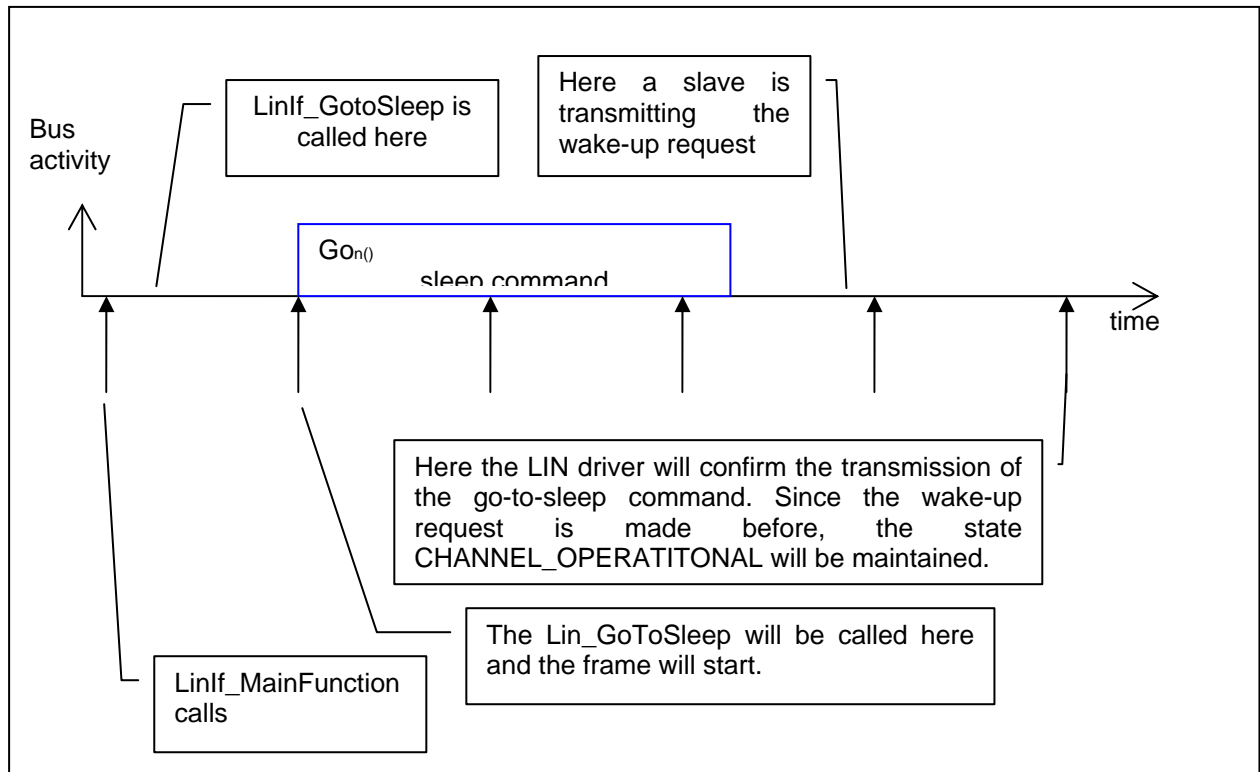 LinIf_GotoSleep is
called here
Here a slave is
transmitting the
wake-up request
Bus
activity
Gon()
sleep command
time
Here the LIN driver will confirm the transmission of
the go-to-sleep command. Since the wake-up
request is made before, the state
CHANNEL_OPERATITONAL will be maintained.
The Lin_GoToSleep will be called here
and the frame will start.
LinIf_MainFunction
calls